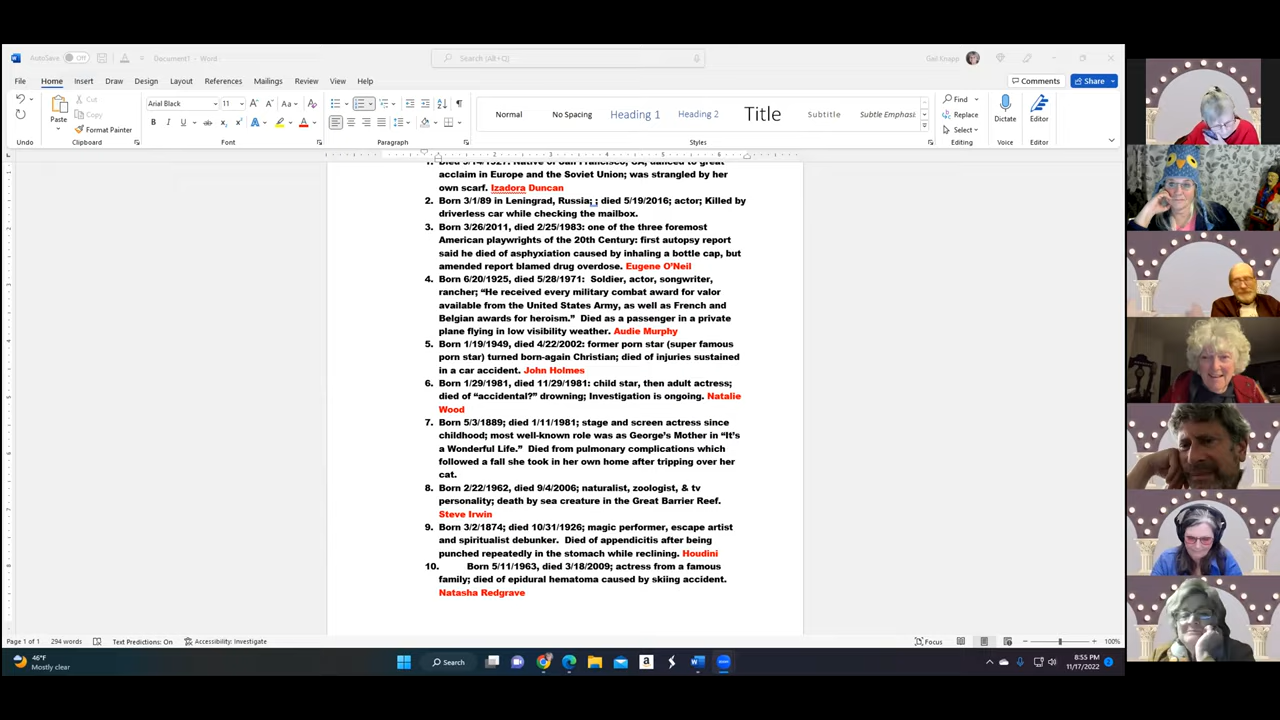 AutoSave Off Document1 - Word Search (Alt+Q) Gail Knapp
File Home Insert Draw Design Layout References Mailings Review View Help Comments Share
Cut
Copy
Paste Format Painter
Clipboard
Arial Black 11
Font
Paragraph
Normal No Spacing Heading 1 Heading 2 Title Subtitle Subtle Emphasi...
Styles
Find
Replace
Select
Editing
Dictate
Voice
Editor
Editor
1. Died 9/14/1927: Native of San Francisco, CA, danced to great
acclaim in Europe and the Soviet Union; was strangled by her
own scarf. Izadora Duncan
2. Born 3/1/89 in Leningrad, Russia; ; died 5/19/2016; actor; Killed by
driverless car while checking the mailbox.
3. Born 3/26/2011, died 2/25/1983: one of the three foremost
American playwrights of the 20th Century: first autopsy report
said he died of asphyxiation caused by inhaling a bottle cap, but
amended report blamed drug overdose. Eugene O'Neil
4. Born 6/20/1925, died 5/28/1971: Soldier, actor, songwriter,
rancher; “He received every military combat award for valor
available from the United States Army, as well as French and
Belgian awards for heroism.” Died as a passenger in a private
plane flying in low visibility weather. Audie Murphy
5. Born 1/19/1949, died 4/22/2002: former porn star (super famous
porn star) turned born-again Christian; died of injuries sustained
in a car accident. John Holmes
6. Born 1/29/1981, died 11/29/1981: child star, then adult actress;
died of “accidental?” drowning; Investigation is ongoing. Natalie
Wood
7. Born 5/3/1889; died 1/11/1981; stage and screen actress since
childhood; most well-known role was as George's Mother in “It's
a Wonderful Life.” Died from pulmonary complications which
followed a fall she took in her own home after tripping over her
cat.
8. Born 2/22/1962, died 9/4/2006; naturalist, zoologist, & tv
personality; death by sea creature in the Great Barrier Reef.
Steve Irwin
9. Born 3/2/1874; died 10/31/1926; magic performer, escape artist
and spiritualist debunker. Died of appendicitis after being
punched repeatedly in the stomach while reclining. Houdini
10. Born 5/11/1963, died 3/18/2009; actress from a famous
family; died of epidural hematoma caused by skiing accident.
Natasha Redgrave
Page 1 of 1 294 words Text Predictions: On Accessibility: Investigate Focus 100%
46°F
Mostly clear
Search
8:55 PM
11/17/2022